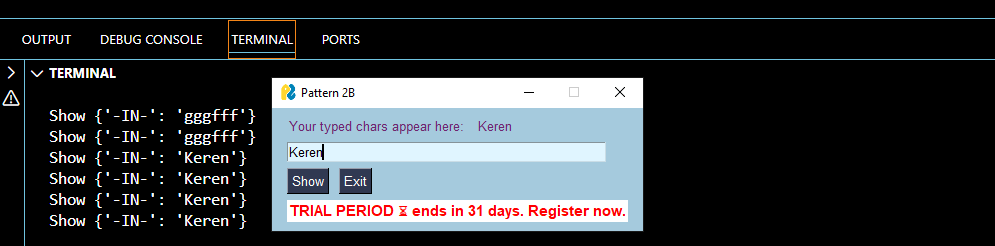 OUTPUT DEBUG CONSOLE TERMINAL PORTS
TERMINAL
Show {'-IN-': 'gggfff'}
Show {'-IN-': 'gggfff'}
Show {'-IN-': 'Keren'}
Show {'-IN-': 'Keren'}
Show {'-IN-': 'Keren'}
Show {'-IN-': 'Keren'}
Pattern 2B
Your typed chars appear here: Keren
Keren
Show Exit
TRIAL PERIOD ⏳ ends in 31 days. Register now.